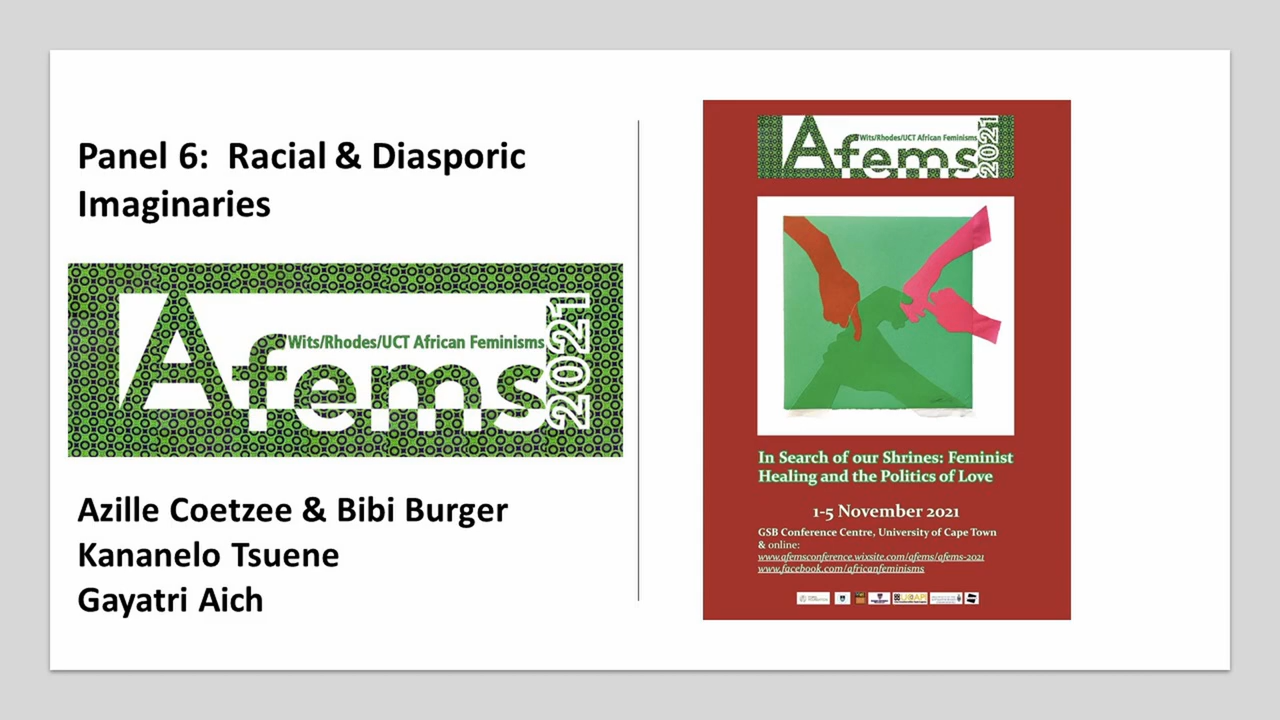 Panel 6:  Racial & Diasporic
Imaginaries
Afems
Wits/Rhodes/UCT African Feminisms
2021
Azille Coetzee & Bibi Burger
Kananelo Tsuene
Gayatri Aich
Afems
Wits/Rhodes/UCT African Feminisms
2021
In Search of our Shrines: Feminist
Healing and the Politics of Love
1-5 November 2021
GSB Conference Centre, University of Cape Town
& online:
www.afemsconference.wixsite.com/afems/afems-2021
www.facebook.com/africanfeminisms